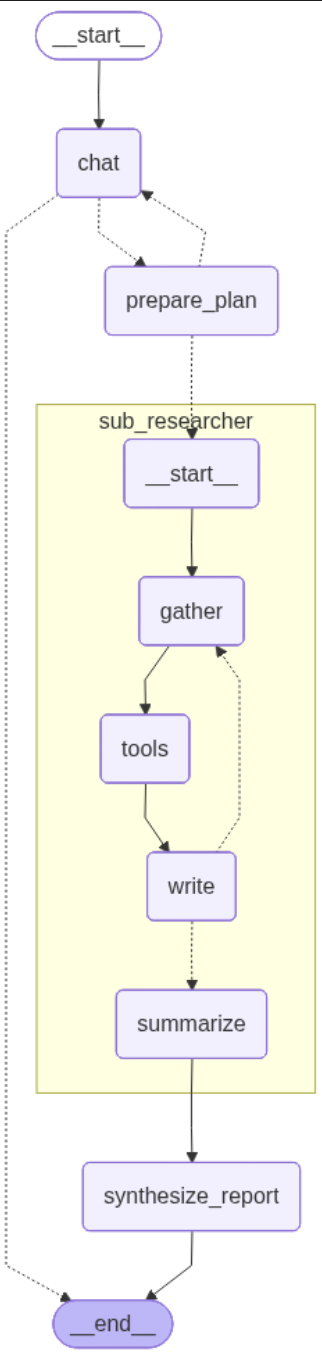 __start__
chat
prepare_plan
sub_researcher
__start__
gather
tools
write
summarize
synthesize_report
__end__